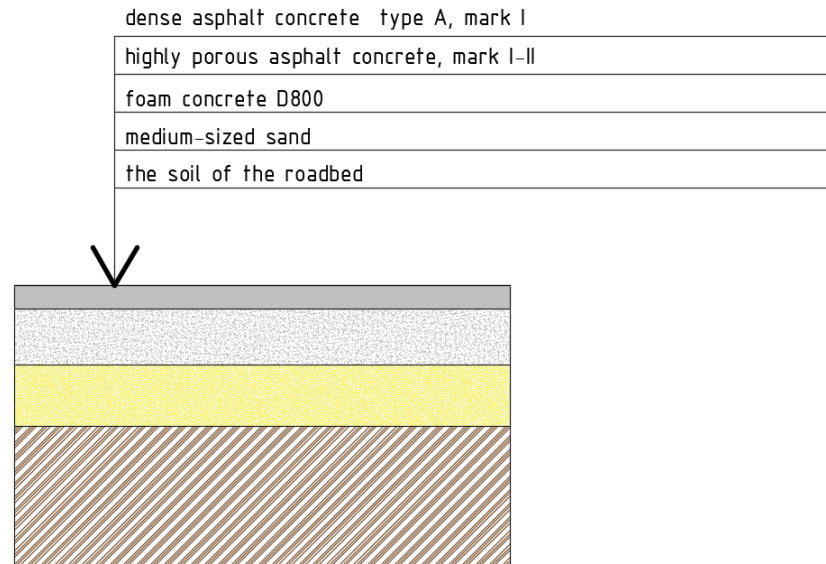 dense asphalt concrete type A, mark I
highly porous asphalt concrete, mark I-II
foam concrete D800
medium-sized sand
the soil of the roadbed